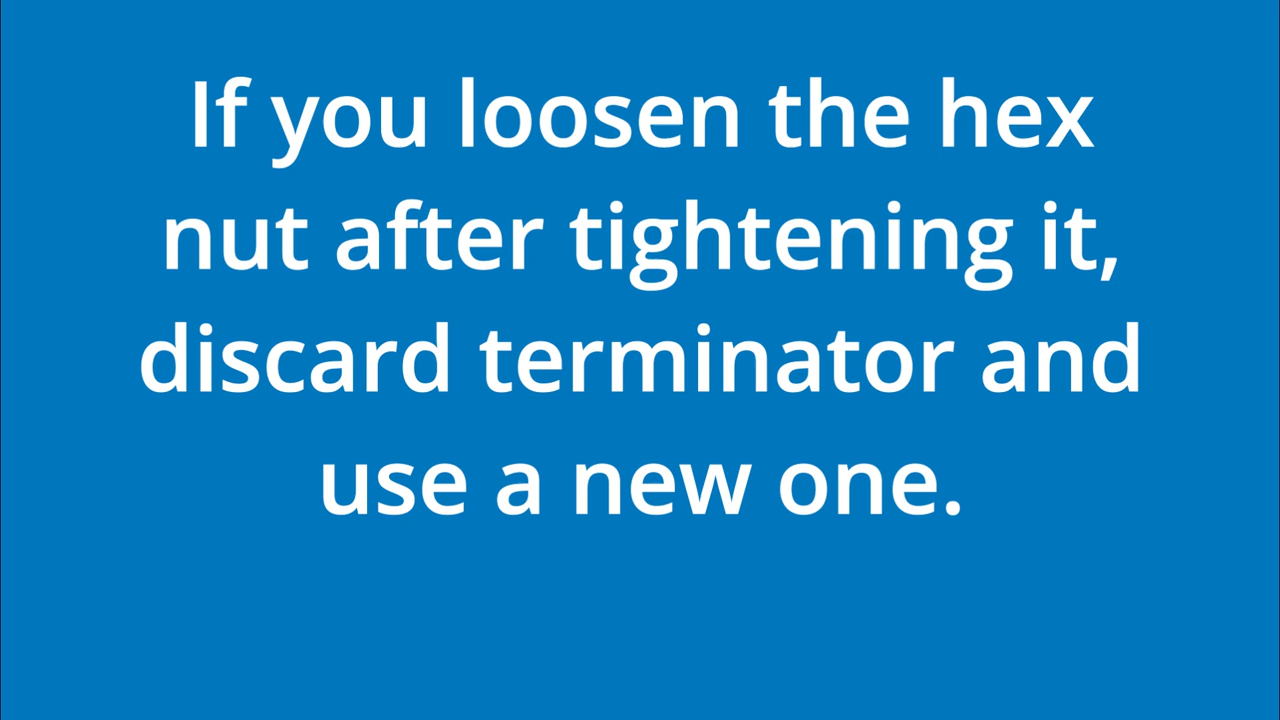 If you loosen the hex
nut after tightening it,
discard terminator and
use a new one.